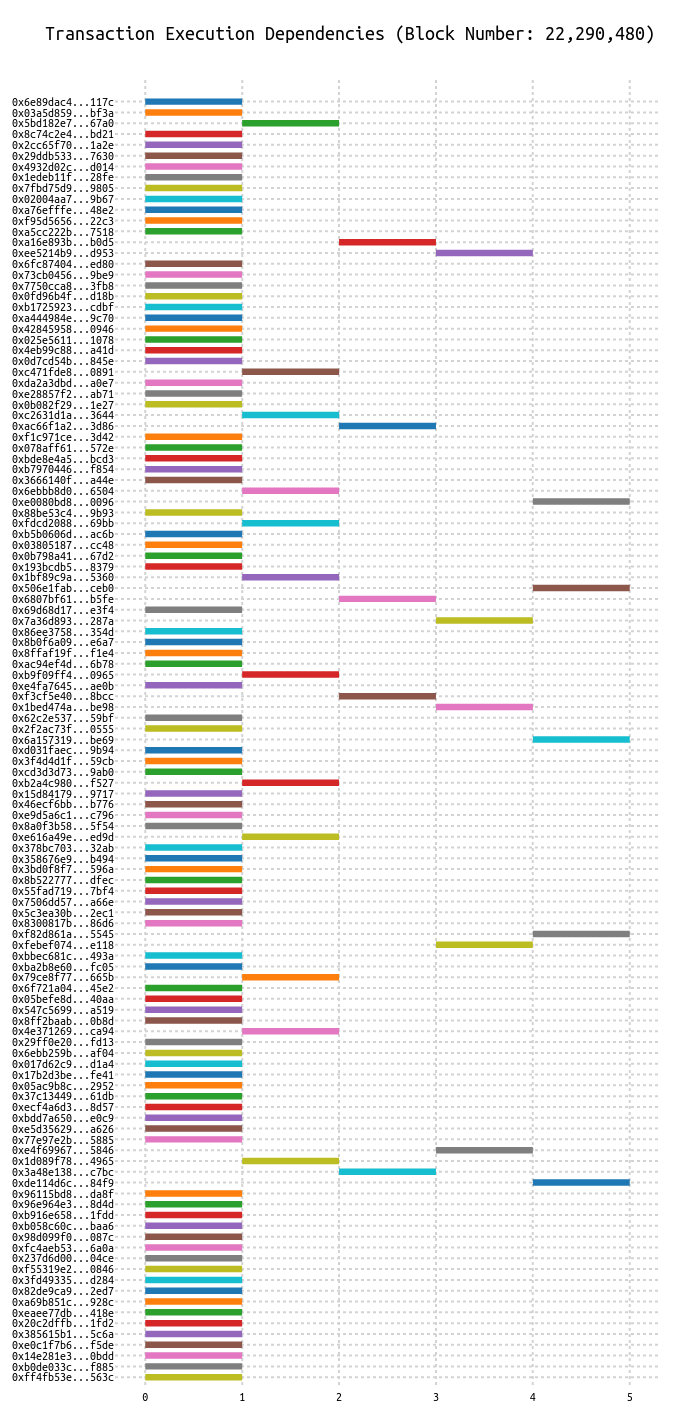 Transaction Execution Dependencies (Block Number: 22,290,480)
0x6e89dac4...117c
0x03a5d859...bf3a
0x5bd182e7...67a0
0x8c74c2e4...bd21
0x2cc65f70...1a2e
0x29ddb533...7630
0x4932d02c...d014
0x1edeb11f...28fe
0x7fbd75d9...9805
0x02004aa7...9b67
0xa76efffe...48e2
0xf95d5656...22c3
0xa5cc222b...7518
0xa16e893b...b0d5
0xee5214b9...d953
0x6fc87404...ed80
0x73cb0456...9be9
0x7750cca8...3fb8
0x0fd96b4f...d18b
0xb1725923...cdbf
0xa444984e...9c70
0x42845958...0946
0x025e5611...1078
0x4eb99c88...a41d
0x0d7cd54b...845e
0xc471fde8...0891
0xda2a3dbd...a0e7
0xe28857f2...ab71
0x0b082f29...1e27
0xc2631d1a...3644
0xac66f1a2...3d86
0xf1c971ce...3d42
0x078aff61...572e
0xbde8e4a5...bcd3
0xb7970446...f854
0x3666140f...a44e
0x6ebbb8d0...6504
0xe0080bd8...0096
0x88be53c4...9b93
0xfdcd2088...69bb
0xb5b0606d...ac6b
0x03805187...cc48
0x0b798a41...67d2
0x193bcdb5...8379
0x1bf89c9a...5360
0x506e1fab...ceb0
0x6807bf61...b5fe
0x69d68d17...e3f4
0x7a36d893...287a
0x86ee3758...354d
0x8b0f6a09...e6a7
0x8ffaf19f...f1e4
0xac94ef4d...6b78
0xb9f09ff4...0965
0xe4fa7645...ae0b
0xf3cf5e40...8bcc
0x1bed474a...be98
0x62c2e537...59bf
0x2f2ac73f...0555
0x6a157319...be69
0xd031faec...9b94
0x3f4d4d1f...59cb
0xcd3d3d73...9ab0
0xb2a4c980...f527
0x15d84179...9717
0x46ecf6bb...b776
0xe9d5a6c1...c796
0x8a0f3b58...5f54
0xe616a49e...ed9d
0x378bc703...32ab
0x358676e9...b494
0x3bd0f8f7...596a
0x8b522777...dfec
0x55fad719...7bf4
0x7506dd57...a66e
0x5c3ea30b...2ec1
0x8300817b...86d6
0xf82d861a...5545
0xfebef074...e118
0xbbec681c...493a
0xba2b8e60...fc05
0x79ce8f77...665b
0x6f721a04...45e2
0x05befe8d...40aa
0x547c5699...a519
0x8ff2baab...0b8d
0x4e371269...ca94
0x29ff0e20...fd13
0x6ebb259b...af04
0x017d62c9...d1a4
0x17b2d3be...fe41
0x05ac9b8c...2952
0x37c13449...61db
0xecf4a6d3...8d57
0xbdd7a650...e0c9
0xe5d35629...a626
0x77e97e2b...5885
0xe4f69967...5846
0x1d089f78...4965
0x3a48e138...c7bc
0xde114d6c...84f9
0x96115bd8...da8f
0x96e964e3...8d4d
0xb916e658...1fdd
0xb058c60c...baa6
0x98d099f0...087c
0xfc4aeb53...6a0a
0x237d6d00...04ce
0xf55319e2...0846
0x3fd49335...d284
0x82de9ca9...2ed7
0xa69b851c...928c
0xeaee77db...418e
0x20c2dffb...1fd2
0x385615b1...5c6a
0xe0c1f7b6...f5de
0x14e281e3...0bdd
0xb0de033c...f885
0xff4fb53e...563c
0 1 2 3 4 5